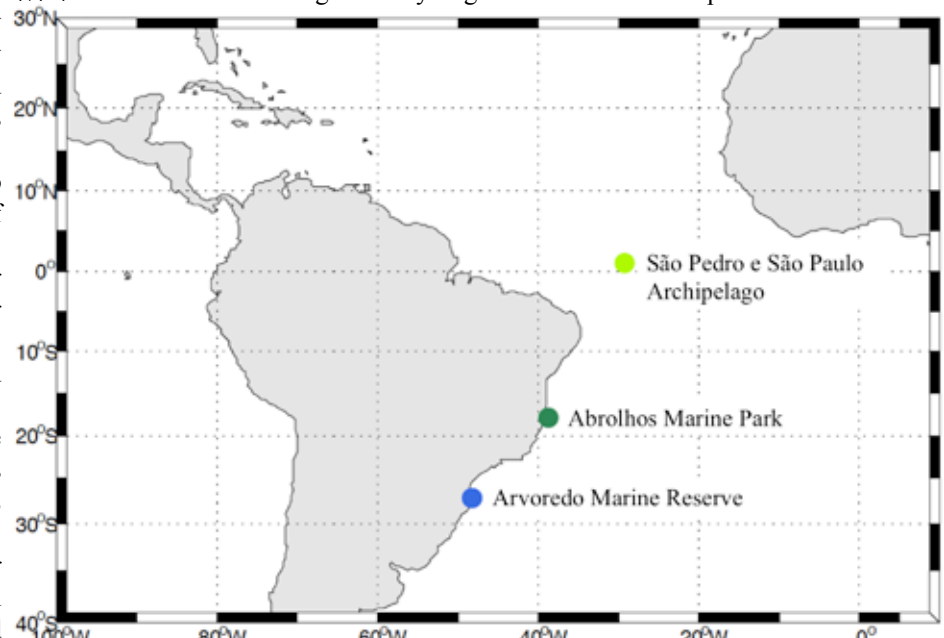 30°N
20°N
10°N
0°
10°S
20°S
30°S
40°S
São Pedro e São Paulo
Archipelago
Abrolhos Marine Park
Arvoredo Marine Reserve
100°W 80°W 60°W 40°W 20°W 0°